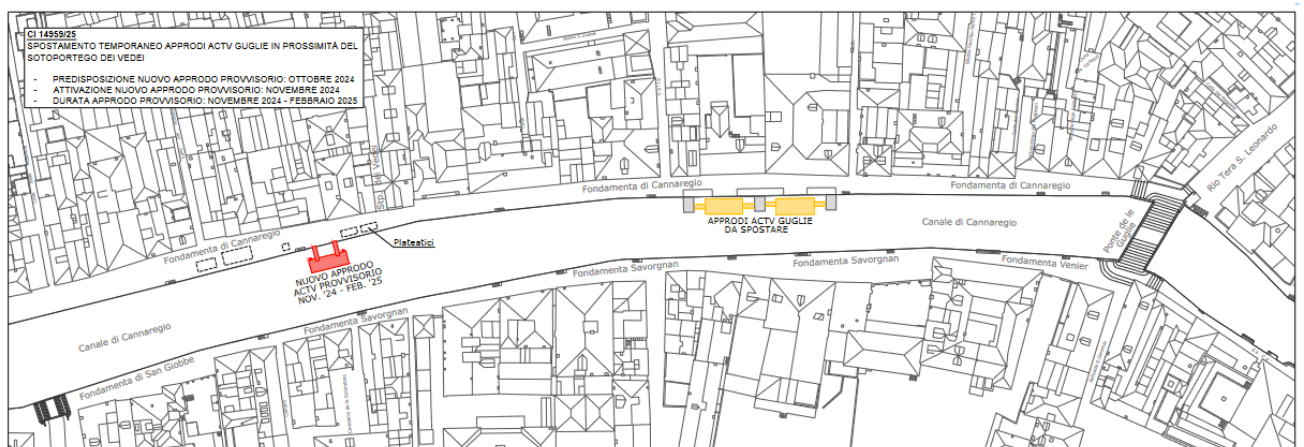 CI 14959/25
SPOSTAMENTO TEMPORANEO APPRODI ACTV GUGLIE IN PROSSIMITÀ DEL
SOTOPORTEGO DEI VEDEI
- PREDISPOSIZIONE NUOVO APPRODO PROVVISORIO: OTTOBRE 2024
- ATTIVAZIONE NUOVO APPRODO PROVVISORIO: NOVEMBRE 2024
- DURATA APPRODO PROVVISORIO: NOVEMBRE 2024 - FEBBRAIO 2025
Stp. dei Vedei
Rio Tera S. Leonardo
Fondamenta di Cannaregio
Fondamenta di Cannaregio
APPRODI ACTV GUGLIE
DA SPOSTARE
Canale di Cannaregio
Ponte de le
Guglie
Fondamenta di Cannaregio
Plateatici
NUOVO APPRODO
ACTV PROVVISORIO
NOV. '24 - FEB. '25
Fondamenta Savorgnan
Fondamenta Savorgnan
Fondamenta Venier
Canale di Cannaregio
Fondamenta Savorgnan
Fondamenta di San Giobbe